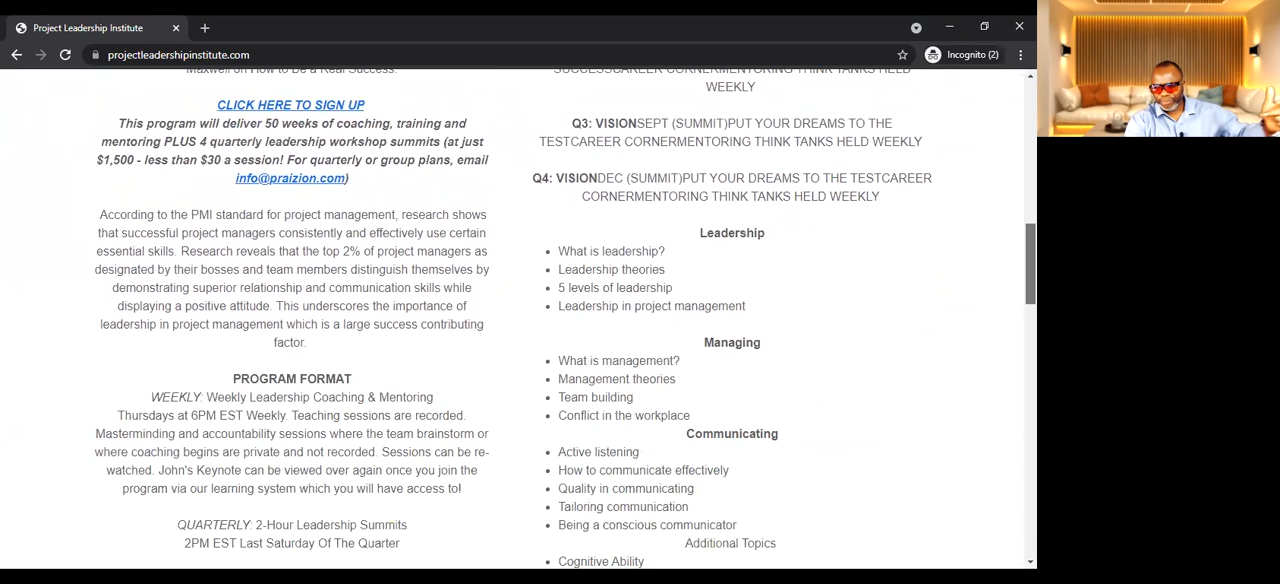 Project Leadership Institute
projectleadershipinstitute.com
Incognito (2)
Maxwell on How to Be a Real Success.
CLICK HERE TO SIGN UP
This program will deliver 50 weeks of coaching, training and
mentoring PLUS 4 quarterly leadership workshop summits (at just
$1,500 - less than $30 a session! For quarterly or group plans, email
info@praizion.com)
According to the PMI standard for project management, research shows
that successful project managers consistently and effectively use certain
essential skills. Research reveals that the top 2% of project managers as
designated by their bosses and team members distinguish themselves by
demonstrating superior relationship and communication skills while
displaying a positive attitude. This underscores the importance of
leadership in project management which is a large success contributing
factor.
PROGRAM FORMAT
WEEKLY: Weekly Leadership Coaching & Mentoring
Thursdays at 6PM EST Weekly. Teaching sessions are recorded.
Masterminding and accountability sessions where the team brainstorm or
where coaching begins are private and not recorded. Sessions can be re-
watched. John's Keynote can be viewed over again once you join the
program via our learning system which you will have access to!
QUARTERLY: 2-Hour Leadership Summits
2PM EST Last Saturday Of The Quarter
SUCCESSCAREER CORNERMENTORING THINK TANKS HELD
WEEKLY
Q3: VISIONSEPT (SUMMIT)PUT YOUR DREAMS TO THE
TESTCAREER CORNERMENTORING THINK TANKS HELD WEEKLY
Q4: VISIONDEC (SUMMIT)PUT YOUR DREAMS TO THE TESTCAREER
CORNERMENTORING THINK TANKS HELD WEEKLY
Leadership
• What is leadership?
• Leadership theories
• 5 levels of leadership
• Leadership in project management
Managing
• What is management?
• Management theories
• Team building
• Conflict in the workplace
Communicating
• Active listening
• How to communicate effectively
• Quality in communicating
• Tailoring communication
• Being a conscious communicator
Additional Topics
• Cognitive Ability